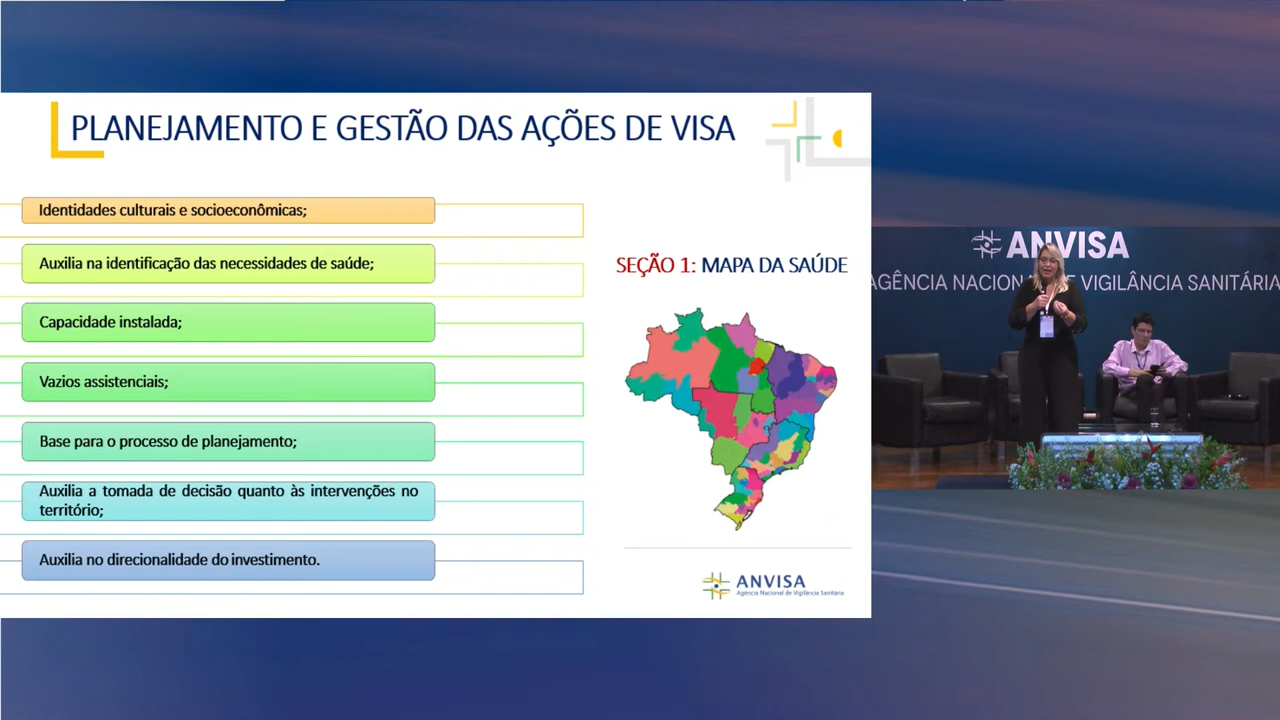 PLANEJAMENTO E GESTÃO DAS AÇÕES DE VISA
Identidades culturais e socioeconômicas;
Auxilia na identificação das necessidades de saúde;
Capacidade instalada;
Vazios assistenciais;
Base para o processo de planejamento;
Auxilia a tomada de decisão quanto às intervenções no
território;
Auxilia no direcionalidade do investimento.
SEÇÃO 1: MAPA DA SAÚDE
ANVISA
Agência Nacional de Vigilância Sanitária
ANVISA
AGÊNCIA NACION E VIGILÂNCIA SANITÁRIA